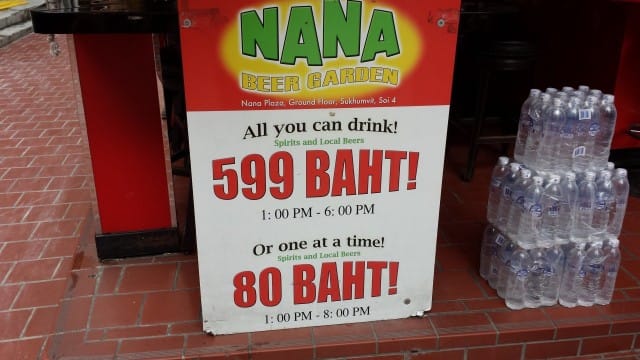 NANA
BEER GARDEN
Nana Plaza, Ground floor, Sukhumvit, Soi 4
All you can drink!
Spirits and Local Beers
599 BAHT!
1: 00 PM - 6: 00 PM
Or one at a time!
Spirits and Local Beers
80 BAHT!
1: 00 PM - 8: 00 PM